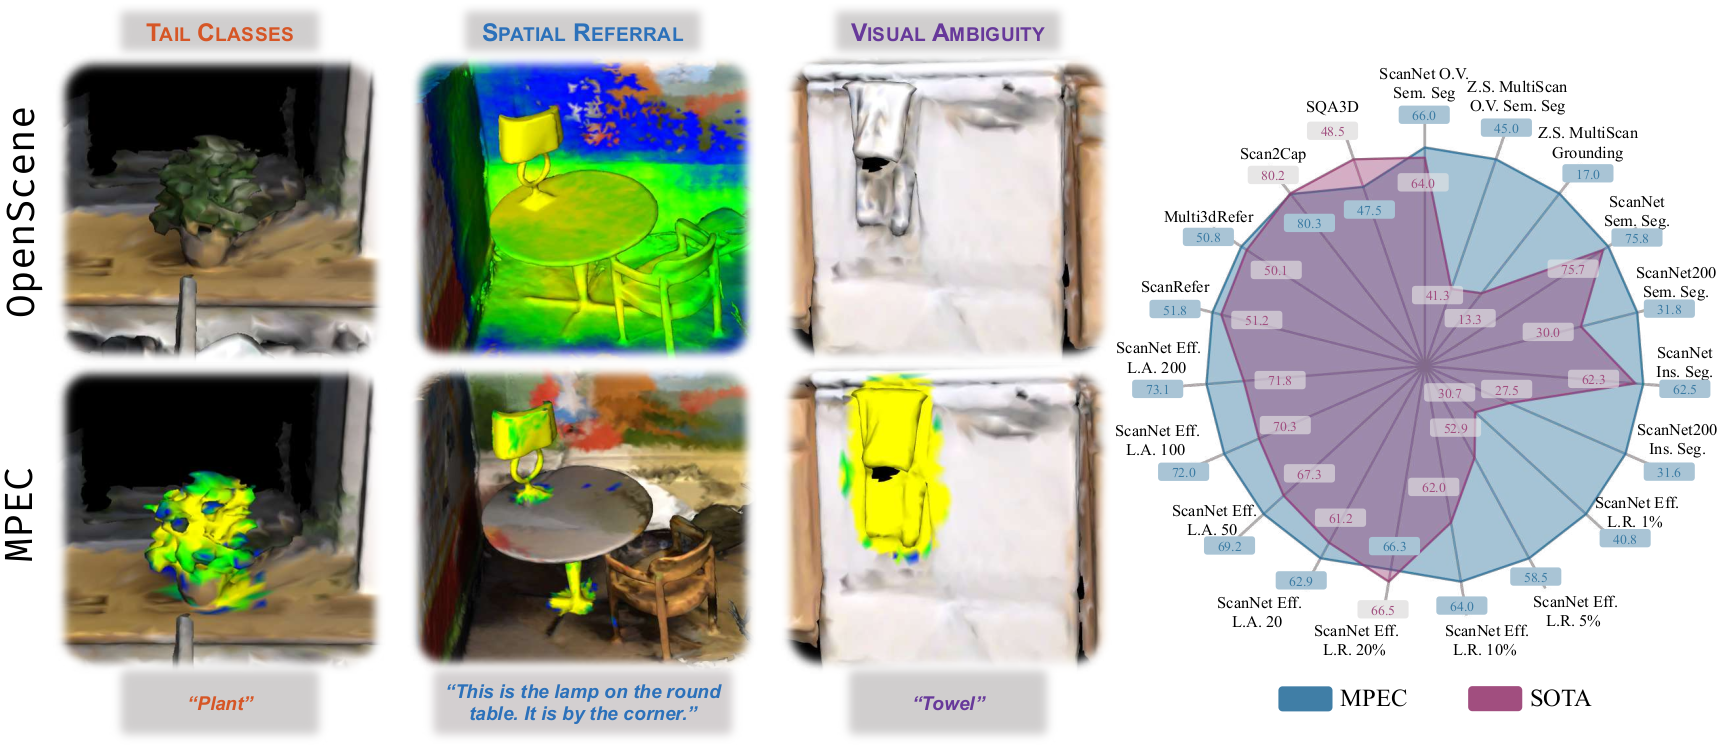 TAIL CLASSES
SPATIAL REFERRAL
VISUAL AMBIGUITY
OpenScene
MPEC
“Plant”
“This is the lamp on the round
table. It is by the corner.”
“Towel”
ScanNet O.V.
Sem. Seg
66.0
64.0
Z.S. MultiScan
O.V. Sem. Seg
45.0
41.3
Z.S. MultiScan
Grounding
17.0
13.3
ScanNet
Sem. Seg.
75.8
75.7
ScanNet200
Sem. Seg.
31.8
30.0
ScanNet
Ins. Seg.
62.5
62.3
ScanNet200
Ins. Seg.
31.6
27.5
ScanNet Eff.
L.R. 1%
40.8
30.7
58.5
ScanNet Eff.
L.R. 5%
52.9
64.0
ScanNet Eff.
L.R. 10%
62.0
66.3
66.5
ScanNet Eff.
L.R. 20%
61.2
62.9
ScanNet Eff.
L.A. 20
67.3
ScanNet Eff.
L.A. 50
69.2
70.3
ScanNet Eff.
L.A. 100
72.0
71.8
ScanNet Eff.
L.A. 200
73.1
51.2
ScanRefer
51.8
50.1
Multi3dRefer
50.8
Scan2Cap
80.2
80.3
SQA3D
48.5
47.5
MPEC
SOTA